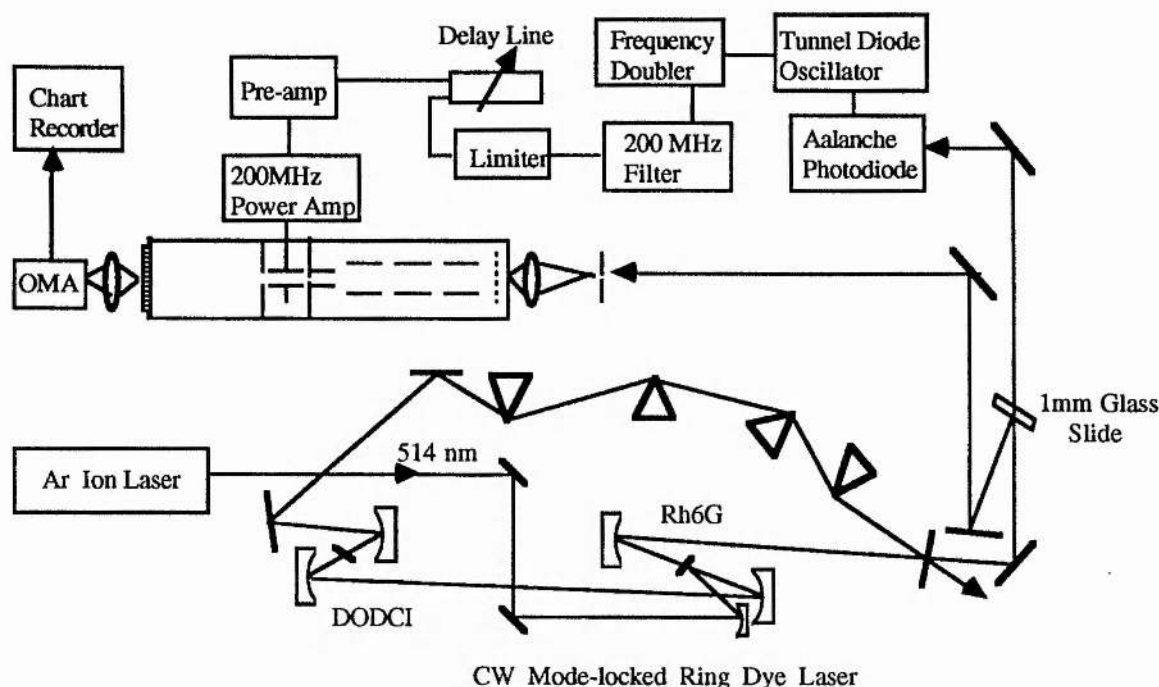 Delay Line
Frequency
Doubler
Tunnel Diode
Oscillator
Chart
Recorder
Pre-amp
Limiter
200 MHz
Filter
Aalanche
Photodiode
200MHz
Power Amp
OMA
1mm Glass
Slide
514 nm
Ar Ion Laser
Rh6G
DODCI
CW Mode-locked Ring Dye Laser